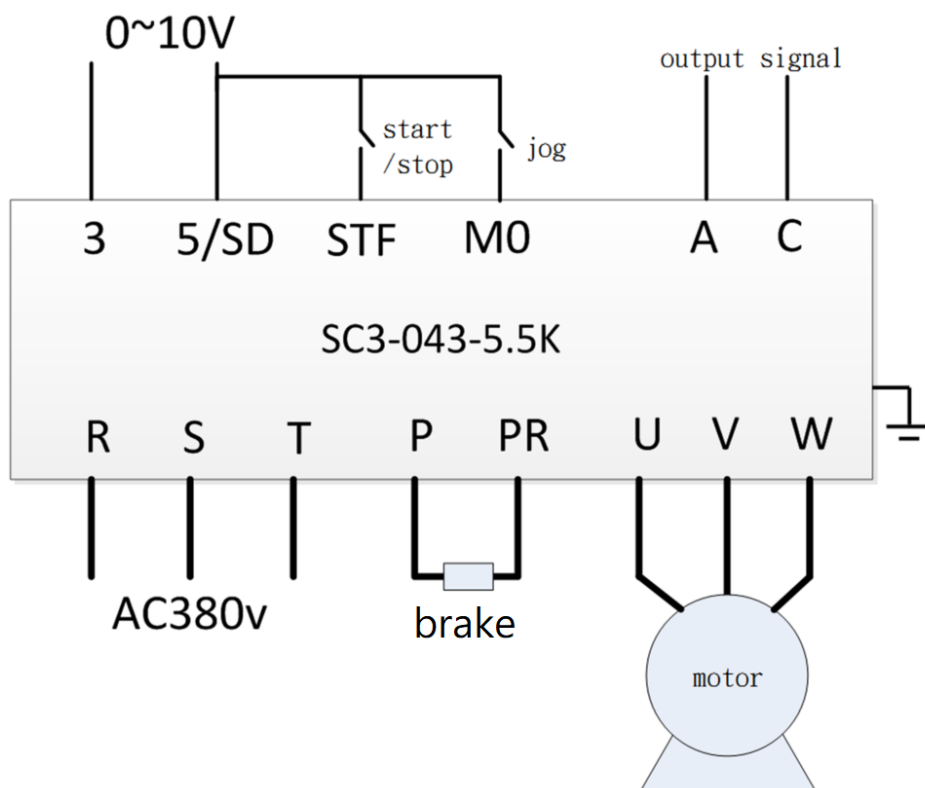 0~10V
output signal
start
/stop
jog
3 5/SD STF M0 A C
SC3-043-5.5K
R S T P PR U V W
AC380v
brake
motor